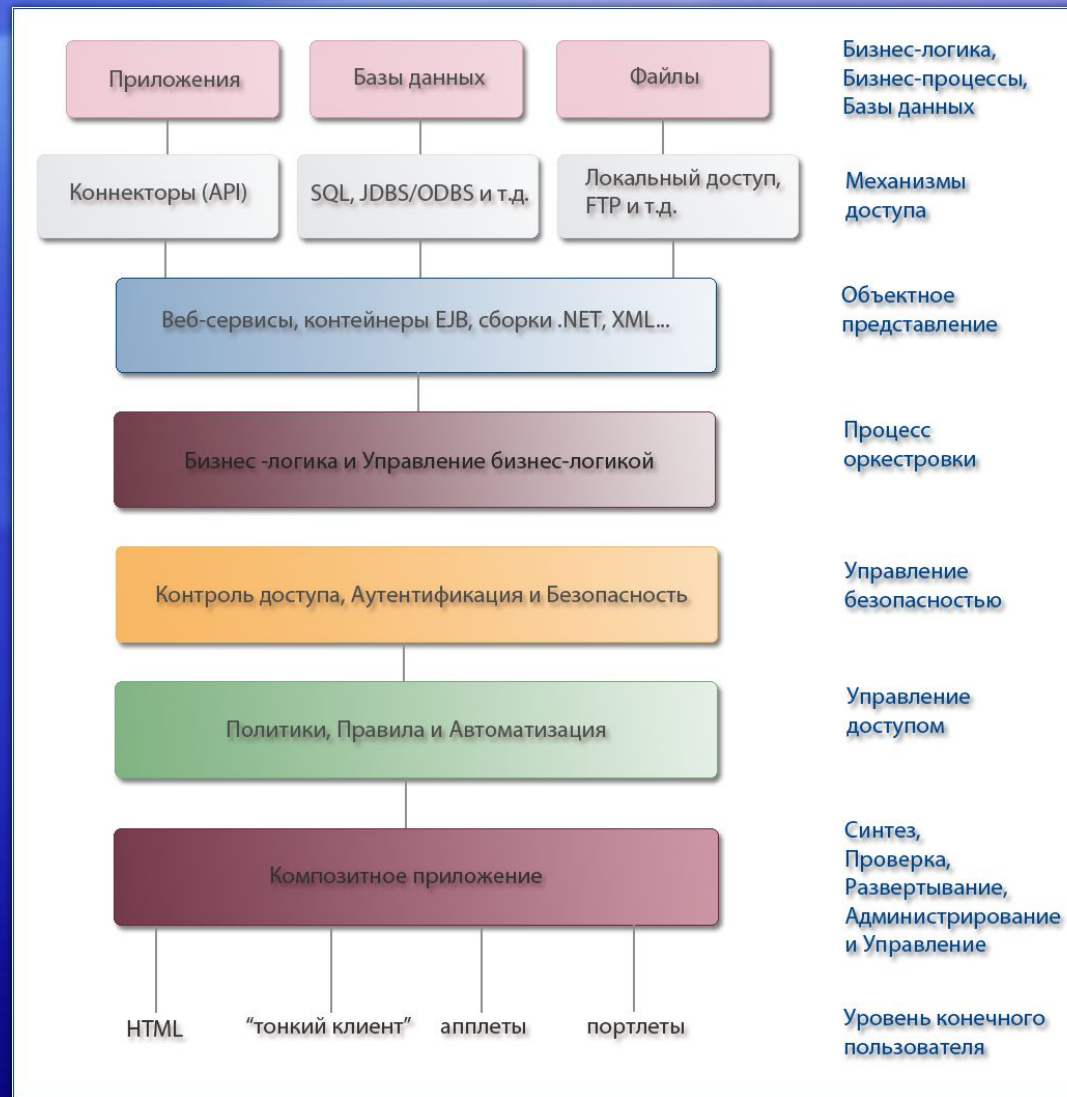 Приложения
Базы данных
Файлы
Бизнес-логика,
Бизнес-процессы,
Базы данных
Коннекторы (API)
SQL, JDBS/ODBS и т.д.
Локальный доступ,
FTP и т.д.
Механизмы
доступа
Веб-сервисы, контейнеры EJB, сборки .NET, XML...
Объектное
представление
Бизнес -логика и Управление бизнес-логикой
Процесс
оркестровки
Контроль доступа, Аутентификация и Безопасность
Управление
безопасностью
Политики, Правила и Автоматизация
Управление
доступом
Композитное приложение
Синтез,
Проверка,
Развертывание,
Администрирование
и Управление
HTML
"тонкий клиент"
апплеты
портлеты
Уровень конечного
пользователя